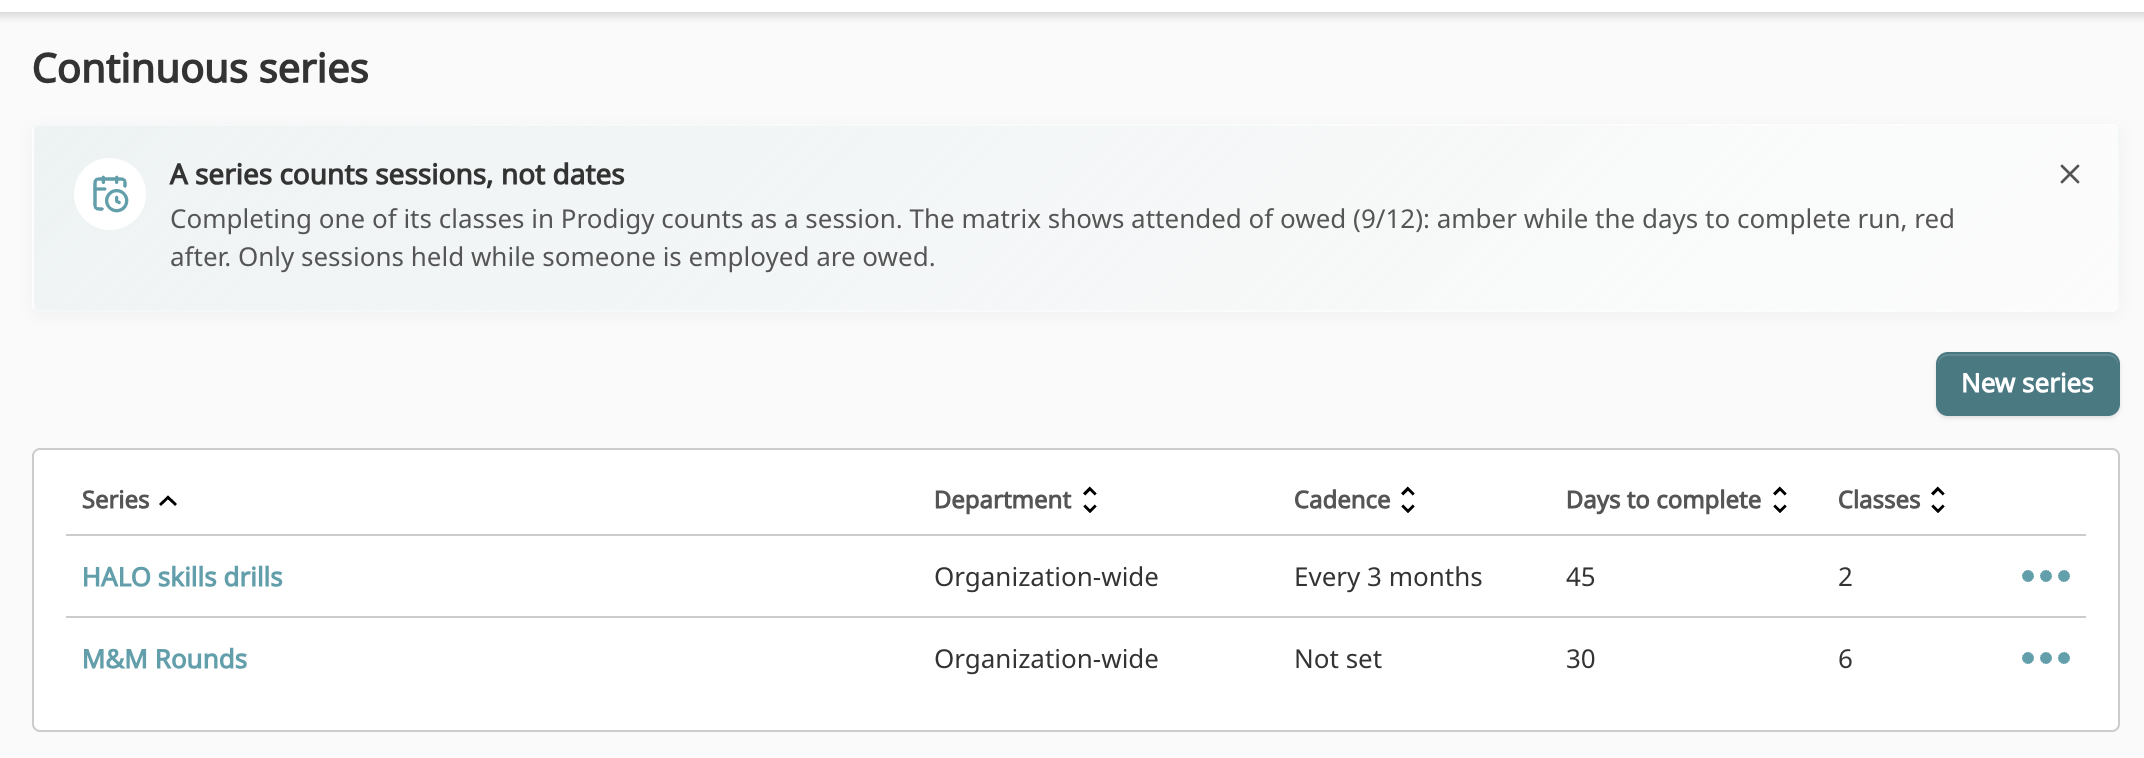 Continuous series
A series counts sessions, not dates
Completing one of its classes in Prodigy counts as a session. The matrix shows attended of owed (9/12): amber while the days to complete run, red
after. Only sessions held while someone is employed are owed.
New series
Series Department Cadence Days to complete Classes
HALO skills drills Organization-wide Every 3 months 45 2
M&M Rounds Organization-wide Not set 30 6